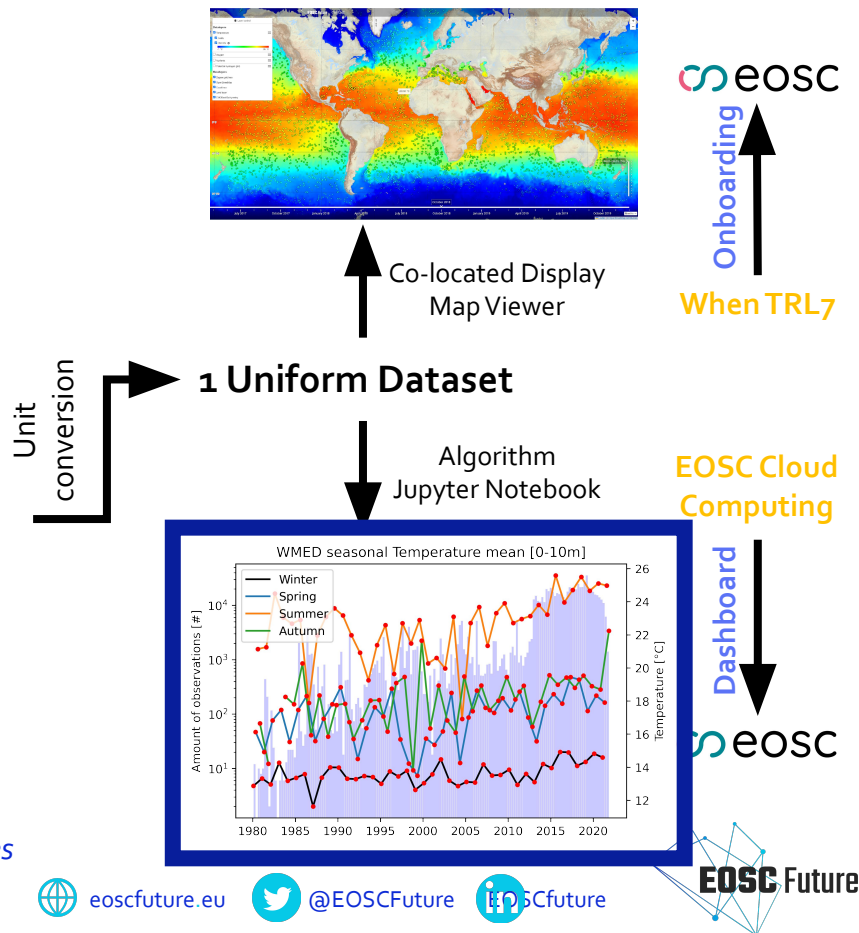 eosc
Onboarding
When TRL7
Co-located Display
Map Viewer
Unit
conversion
1 Uniform Dataset
Algorithm
Jupyter Notebook
EOSC Cloud
Computing
Dashboard
eosc
WMED seasonal Temperature mean [0-10m]
Winter
Spring
Summer
Autumn
Amount of observations [#]
10⁴
10³
10²
10¹
Temperature [°C]
26
24
22
20
18
16
14
12
1980 1985 1990 1995 2000 2005 2010 2015 2020
eoscfuture.eu
@EOSCFuture
EOSCfuture
EOSC Future